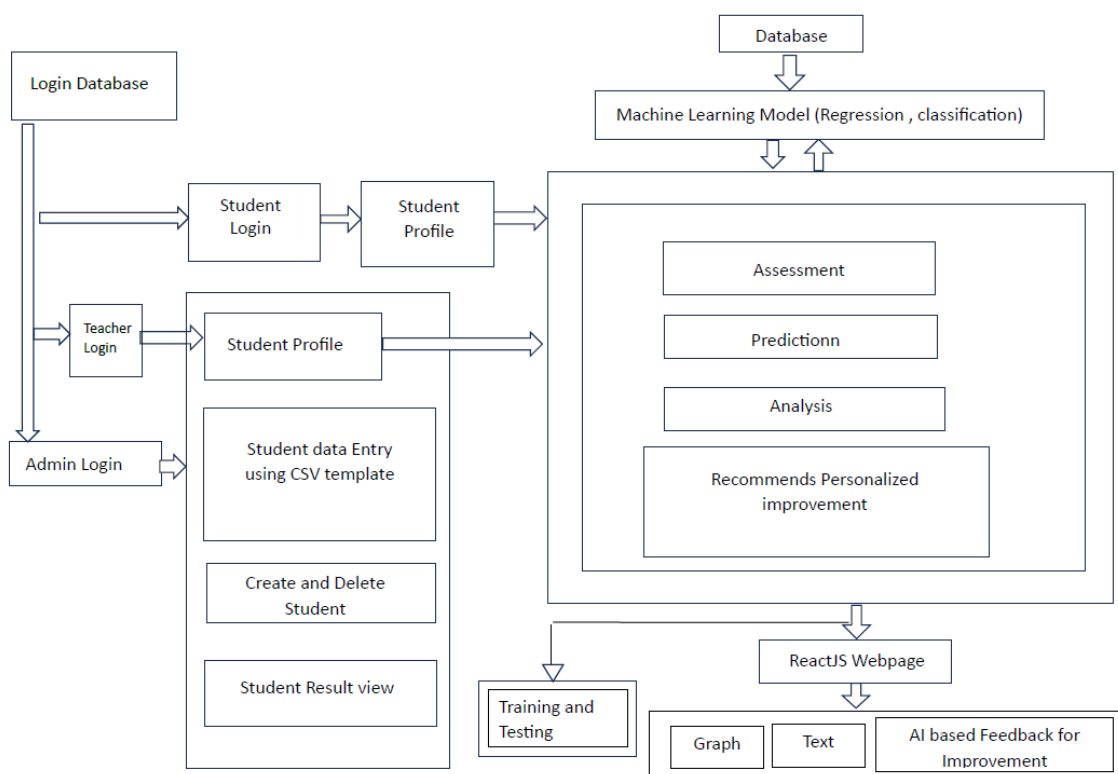 Database
Login Database
Machine Learning Model (Regression , classification)
Student
Login
Student
Profile
Assessment
Teacher
Login
Student Profile
Predictionn
Analysis
Admin Login
Student data Entry
using CSV template
Recommends Personalized
improvement
Create and Delete
Student
ReactJS Webpage
Student Result view
Training and
Testing
Graph
Text
AI based Feedback for
Improvement